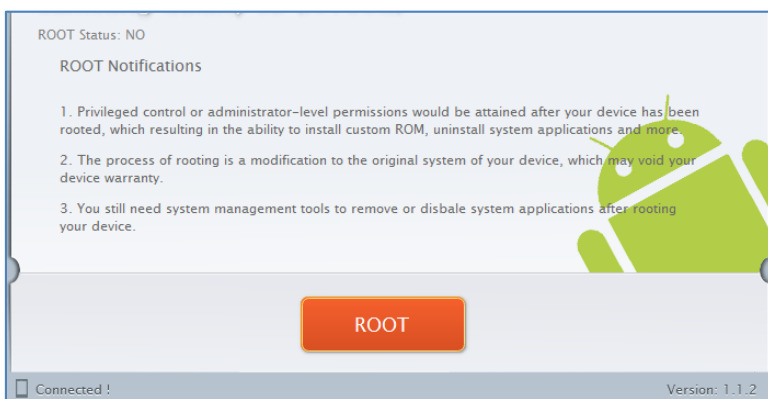 ROOT Status: NO
ROOT Notifications
1. Privileged control or administrator-level permissions would be attained after your device has been
rooted, which resulting in the ability to install custom ROM, uninstall system applications and more.
2. The process of rooting is a modification to the original system of your device, which may void your
device warranty.
3. You still need system management tools to remove or disbale system applications after rooting
your device.
ROOT
Connected !
Version: 1.1.2